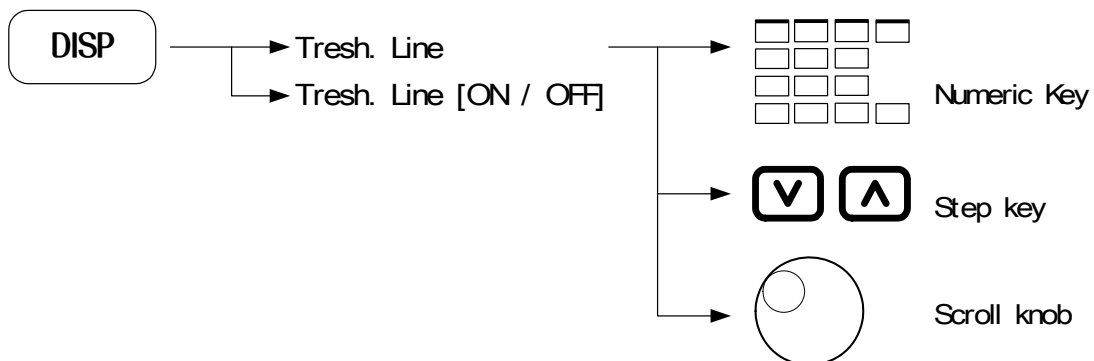 DISP
Tresh. Line
Tresh. Line [ON / OFF]
Numeric Key
Step key
Scroll knob